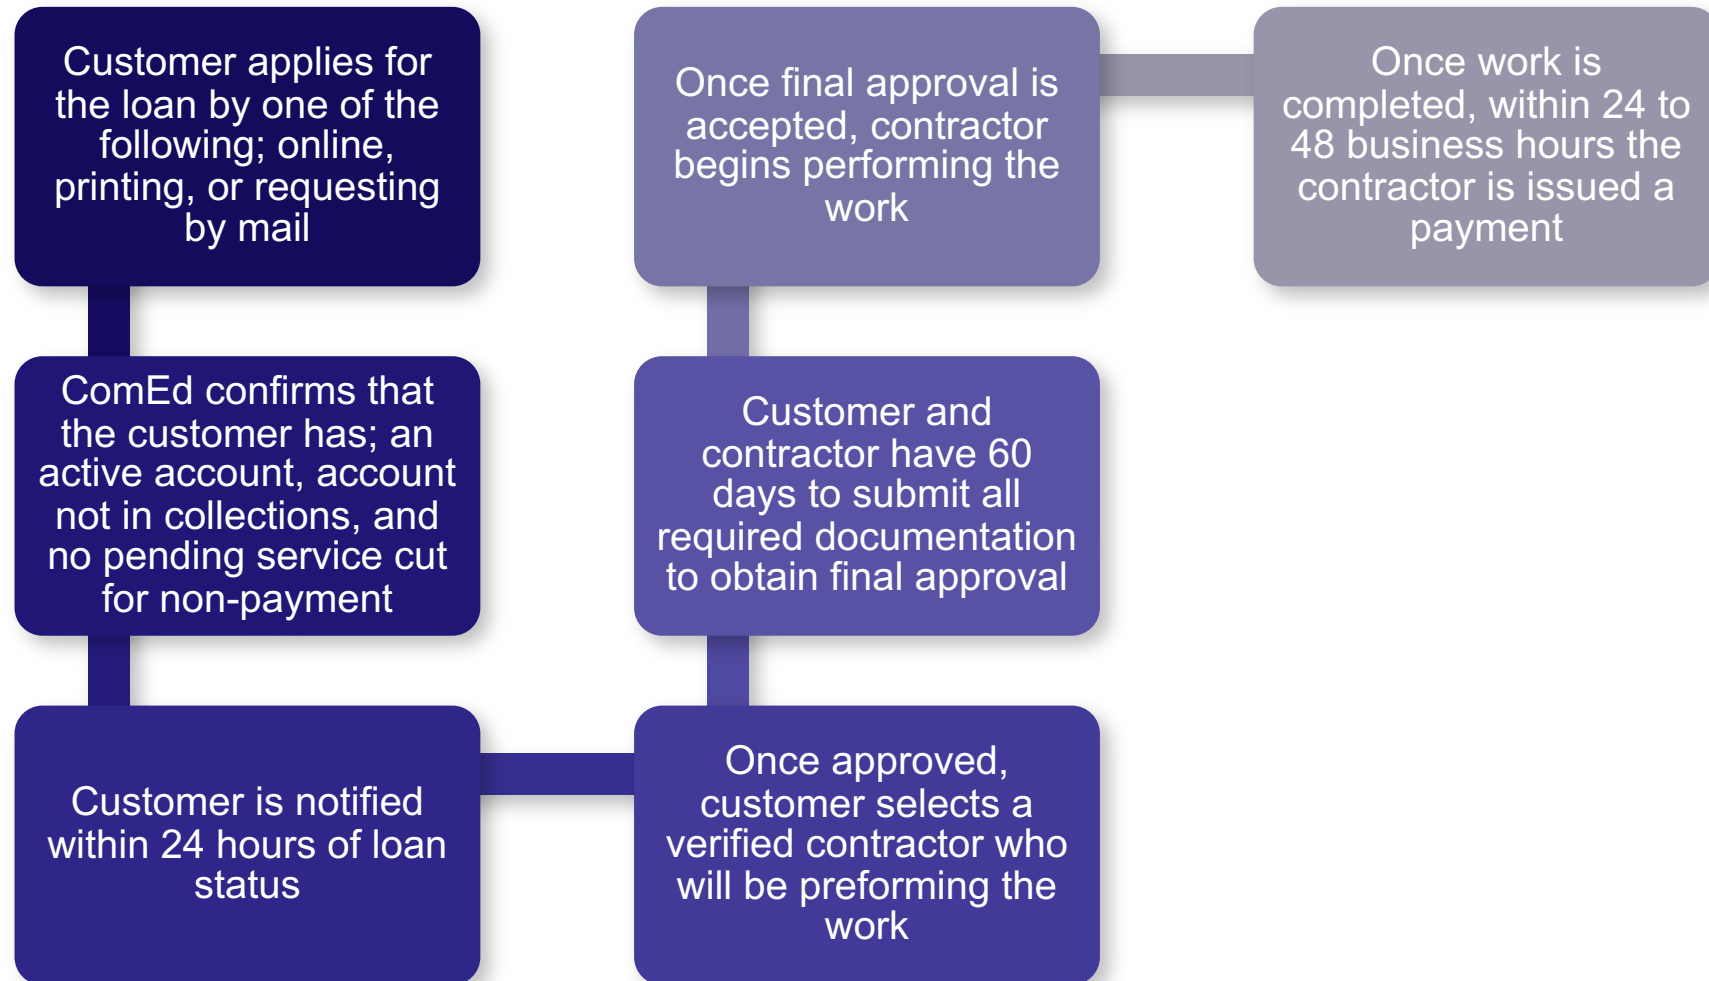 Customer applies for
the loan by one of the
following; online,
printing, or requesting
by mail
ComEd confirms that
the customer has; an
active account, account
not in collections, and
no pending service cut
for non-payment
Customer is notified
within 24 hours of loan
status
Once approved,
customer selects a
verified contractor who
will be preforming the
work
Customer and
contractor have 60
days to submit all
required documentation
to obtain final approval
Once final approval is
accepted, contractor
begins performing the
work
Once work is
completed, within 24 to
48 business hours the
contractor is issued a
payment